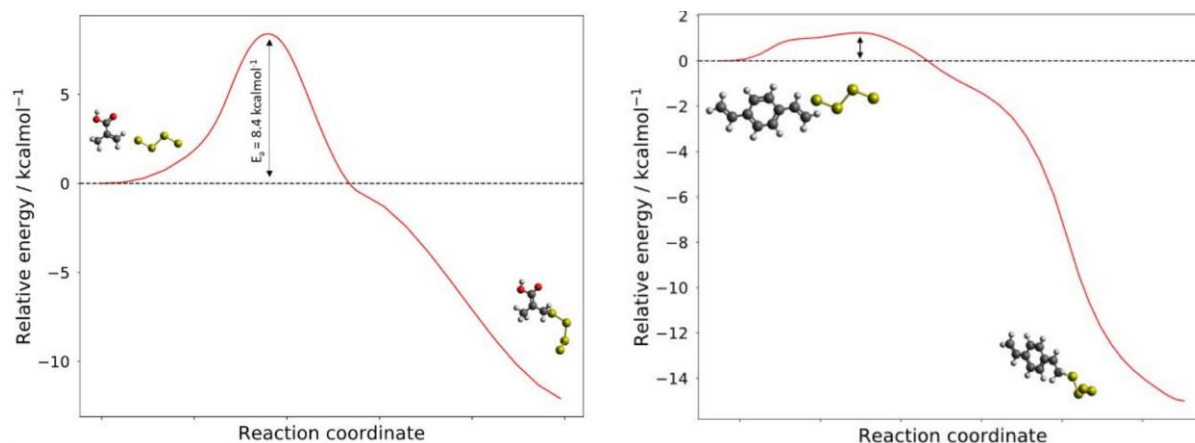 Relative energy / kcalmol⁻¹
5
0
−5
−10
Eₐ = 8.4 kcalmol⁻¹
Reaction coordinate
Relative energy / kcalmol⁻¹
2
0
−2
−4
−6
−8
−10
−12
−14
Reaction coordinate